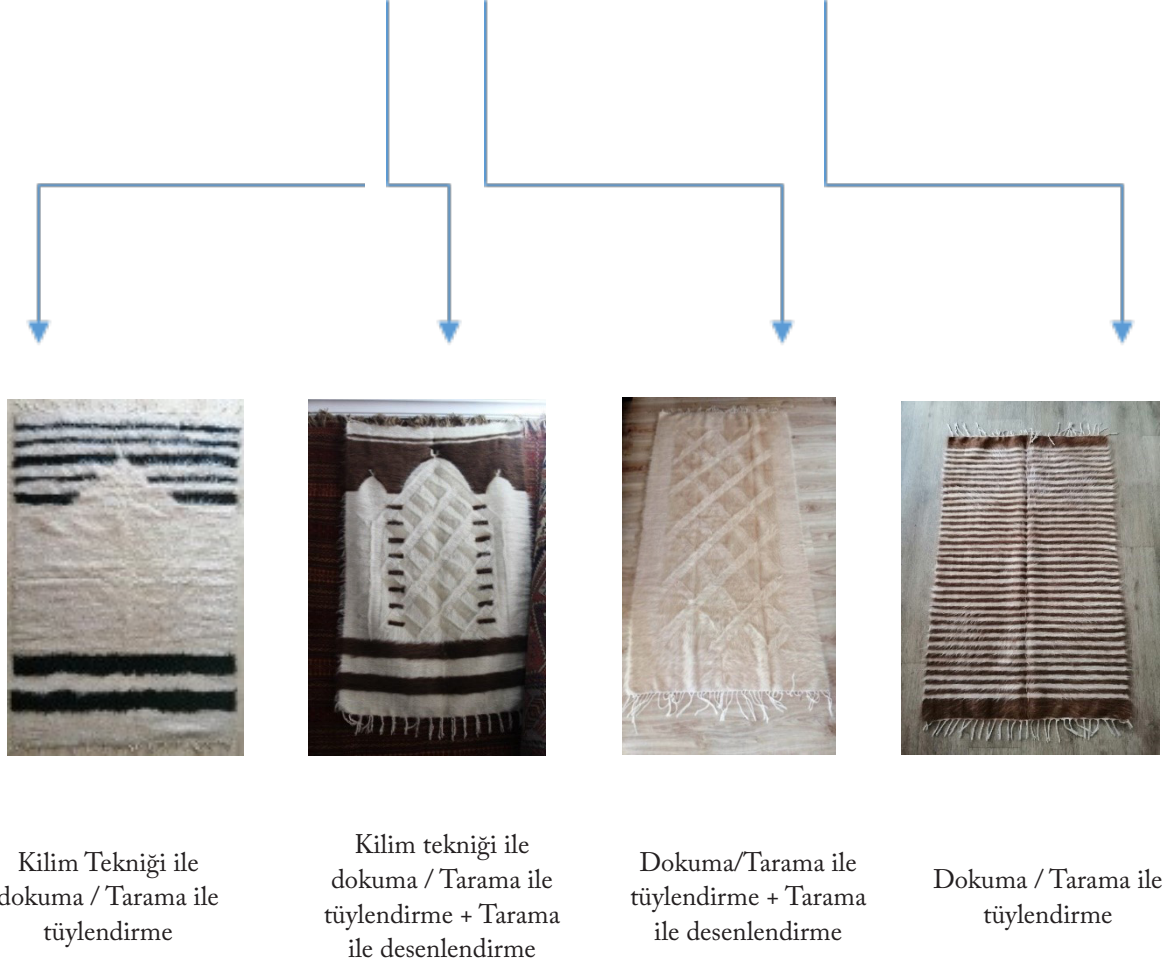 Kilim Tekniği ile
dokuma / Tarama ile
tüylendirme
Kilim tekniği ile
dokuma / Tarama ile
tüylendirme + Tarama
ile desenlendirme
Dokuma/Tarama ile
tüylendirme + Tarama
ile desenlendirme
Dokuma / Tarama ile
tüylendirme